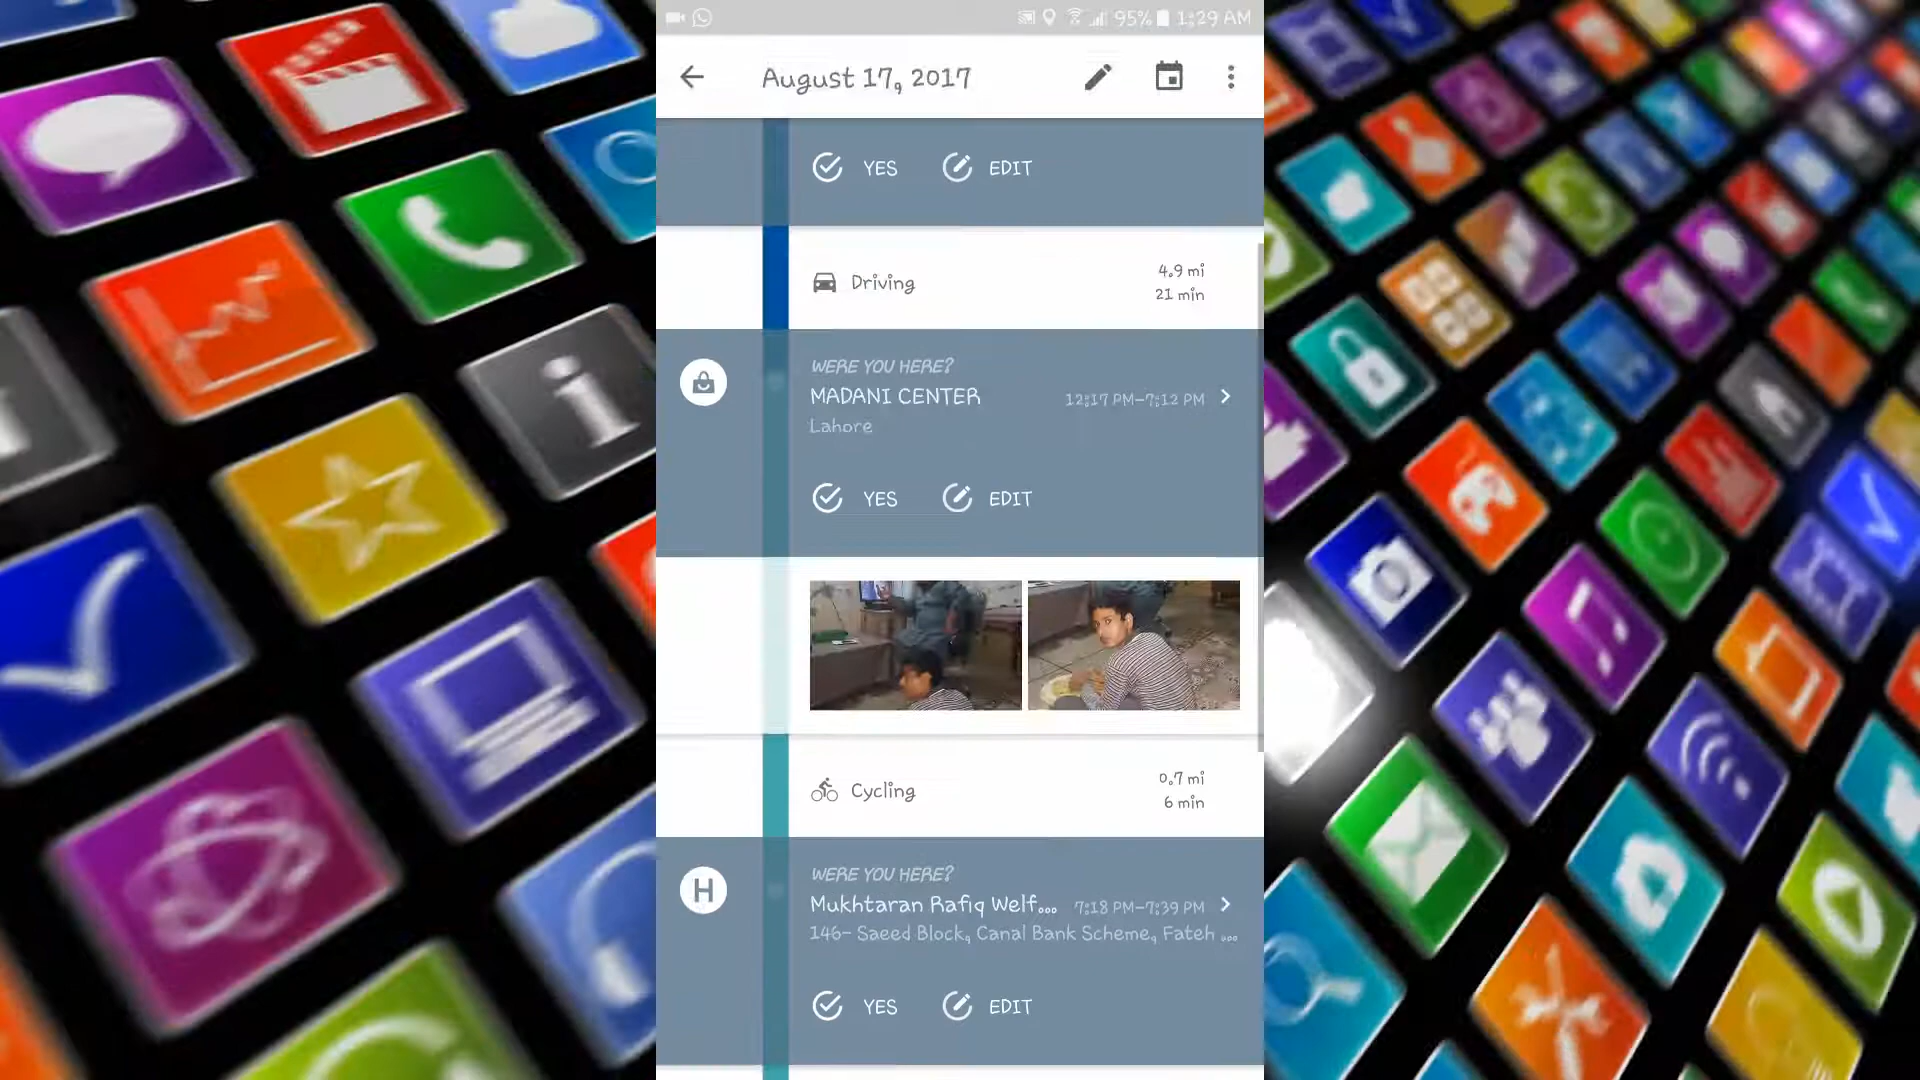 95% 1:29 AM
August 17, 2017
YES EDIT
Driving
4.9 mi
21 min
WERE YOU HERE?
MADANI CENTER
12:17 PM–7:12 PM
Lahore
YES EDIT
Cycling
0.7 mi
6 min
WERE YOU HERE?
Mukhtaran Rafiq Welf...
7:18 PM–7:39 PM
146- Saeed Block, Canal Bank Scheme, Fateh ...
YES EDIT